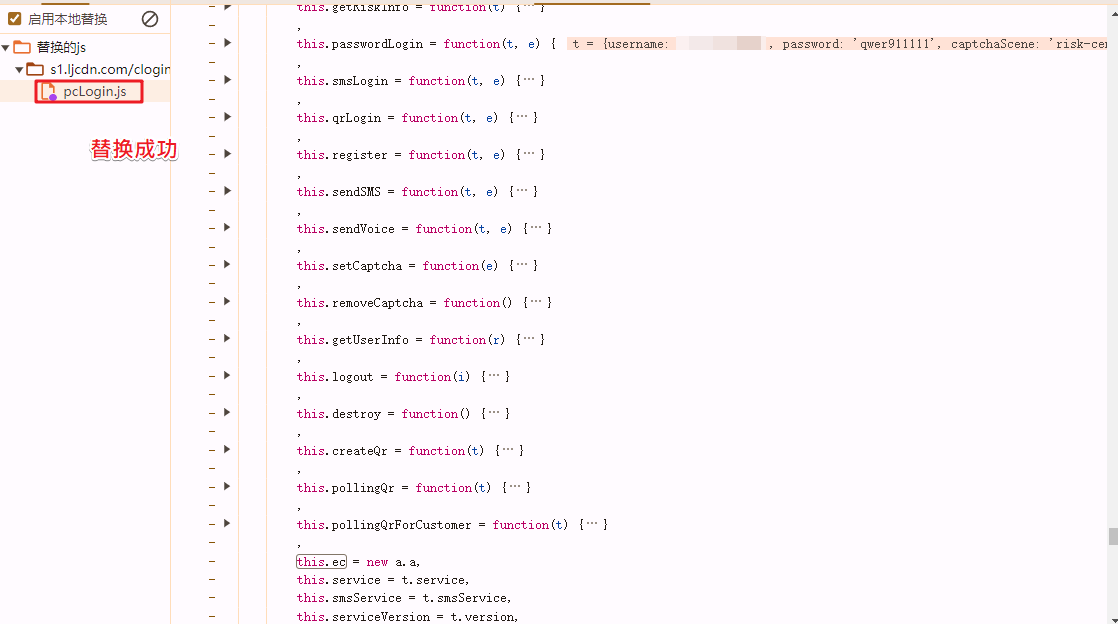 启用本地替换
替换的js
s1.ljcdn.com/clogin
pcLogin.js
替换成功
this.getRiskInfo = function(t) {…}
,
this.passwordLogin = function(t, e) { t = {username: , password: 'qwer911111', captchaScene: 'risk-cen
,
this.smsLogin = function(t, e) {…}
,
this.qrLogin = function(t, e) {…}
,
this.register = function(t, e) {…}
,
this.sendSMS = function(t, e) {…}
,
this.sendVoice = function(t, e) {…}
,
this.setCaptcha = function(e) {…}
,
this.removeCaptcha = function() {…}
,
this.getUserInfo = function(r) {…}
,
this.logout = function(i) {…}
,
this.destroy = function() {…}
,
this.createQr = function(t) {…}
,
this.pollingQr = function(t) {…}
,
this.pollingQrForCustomer = function(t) {…}
,
this.ec = new a.a,
this.service = t.service,
this.smsService = t.smsService,
this.serviceVersion = t.version,